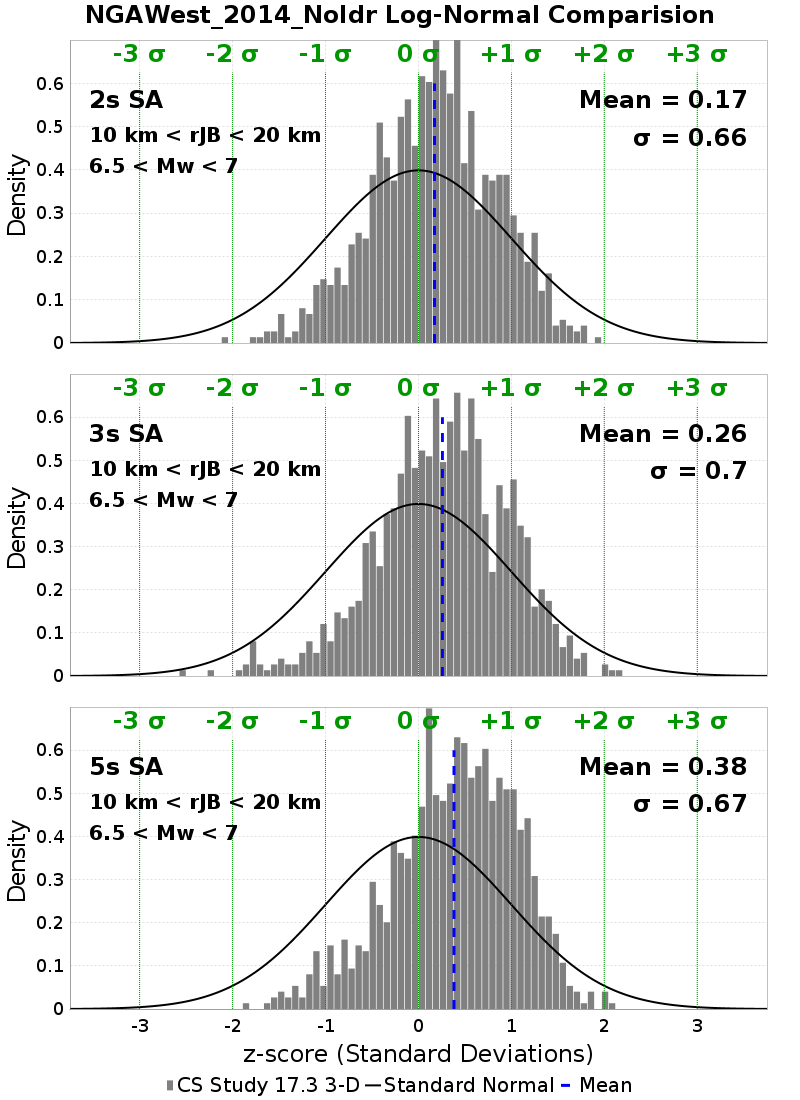 NGAWest_2014_NoIdr Log-Normal Comparision
-3 σ -2 σ -1 σ 0 σ +1 σ +2 σ +3 σ
2s SA
Mean = 0.17
10 km < rJB < 20 km
σ = 0.66
6.5 < Mw < 7
Density
0.6
0.5
0.4
0.3
0.2
0.1
0
-3 σ -2 σ -1 σ 0 σ +1 σ +2 σ +3 σ
3s SA
Mean = 0.26
10 km < rJB < 20 km
σ = 0.7
6.5 < Mw < 7
Density
0.6
0.5
0.4
0.3
0.2
0.1
0
-3 σ -2 σ -1 σ 0 σ +1 σ +2 σ +3 σ
5s SA
Mean = 0.38
10 km < rJB < 20 km
σ = 0.67
6.5 < Mw < 7
Density
0.6
0.5
0.4
0.3
0.2
0.1
0
-3 -2 -1 0 1 2 3
z-score (Standard Deviations)
CS Study 17.3 3-D Standard Normal Mean